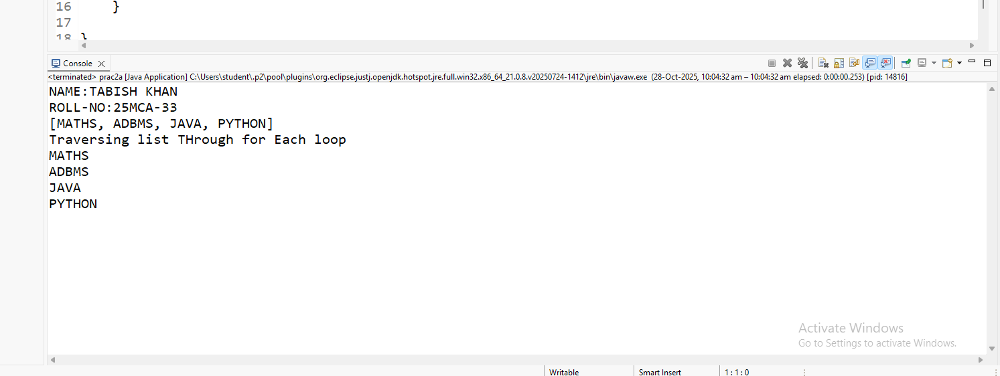 16 }
17
18 }
Console
<terminated> prac2a [Java Application] C:\Users\student\.p2\pool\plugins\org.eclipse.justj.openjdk.hotspot.jre.full.win32.x86_64_21.0.8.v20250724-1412\jre\bin\javaw.exe (28-Oct-2025, 10:04:32 am – 10:04:32 am elapsed: 0:00:00.253) [pid: 14816]
NAME:TABISH KHAN
ROLL-NO:25MCA-33
[MATHS, ADBMS, JAVA, PYTHON]
Traversing list THrough for Each loop
MATHS
ADBMS
JAVA
PYTHON
Activate Windows
Go to Settings to activate Windows.
Writable Smart Insert 1 : 1 : 0